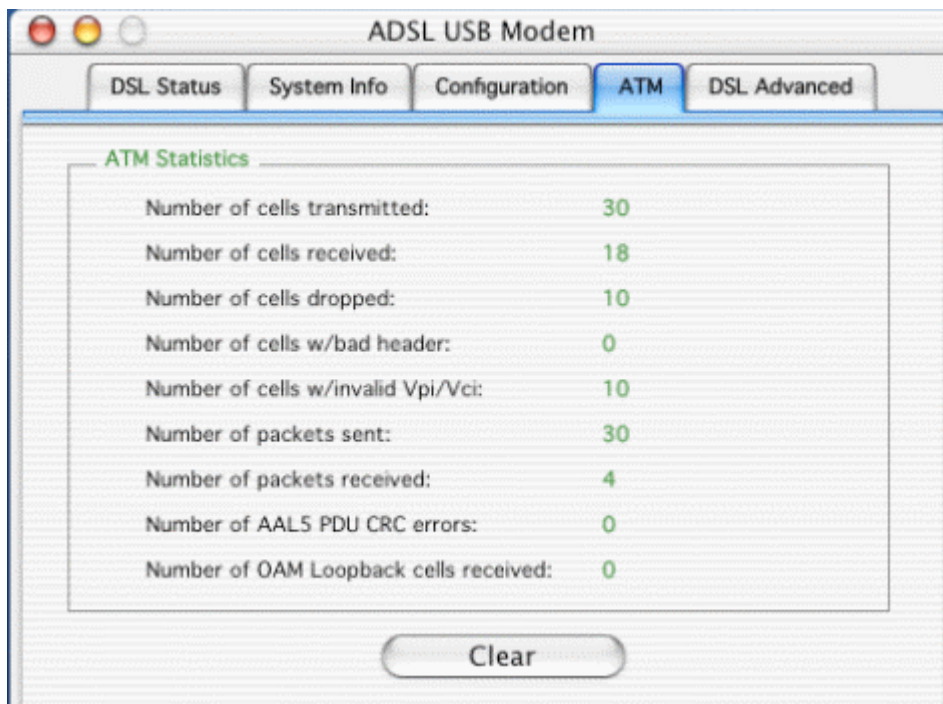 ADSL USB Modem
DSL Status System Info Configuration ATM DSL Advanced
ATM Statistics
Number of cells transmitted: 30
Number of cells received: 18
Number of cells dropped: 10
Number of cells w/bad header: 0
Number of cells w/invalid Vpi/Vci: 10
Number of packets sent: 30
Number of packets received: 4
Number of AAL5 PDU CRC errors: 0
Number of OAM Loopback cells received: 0
Clear